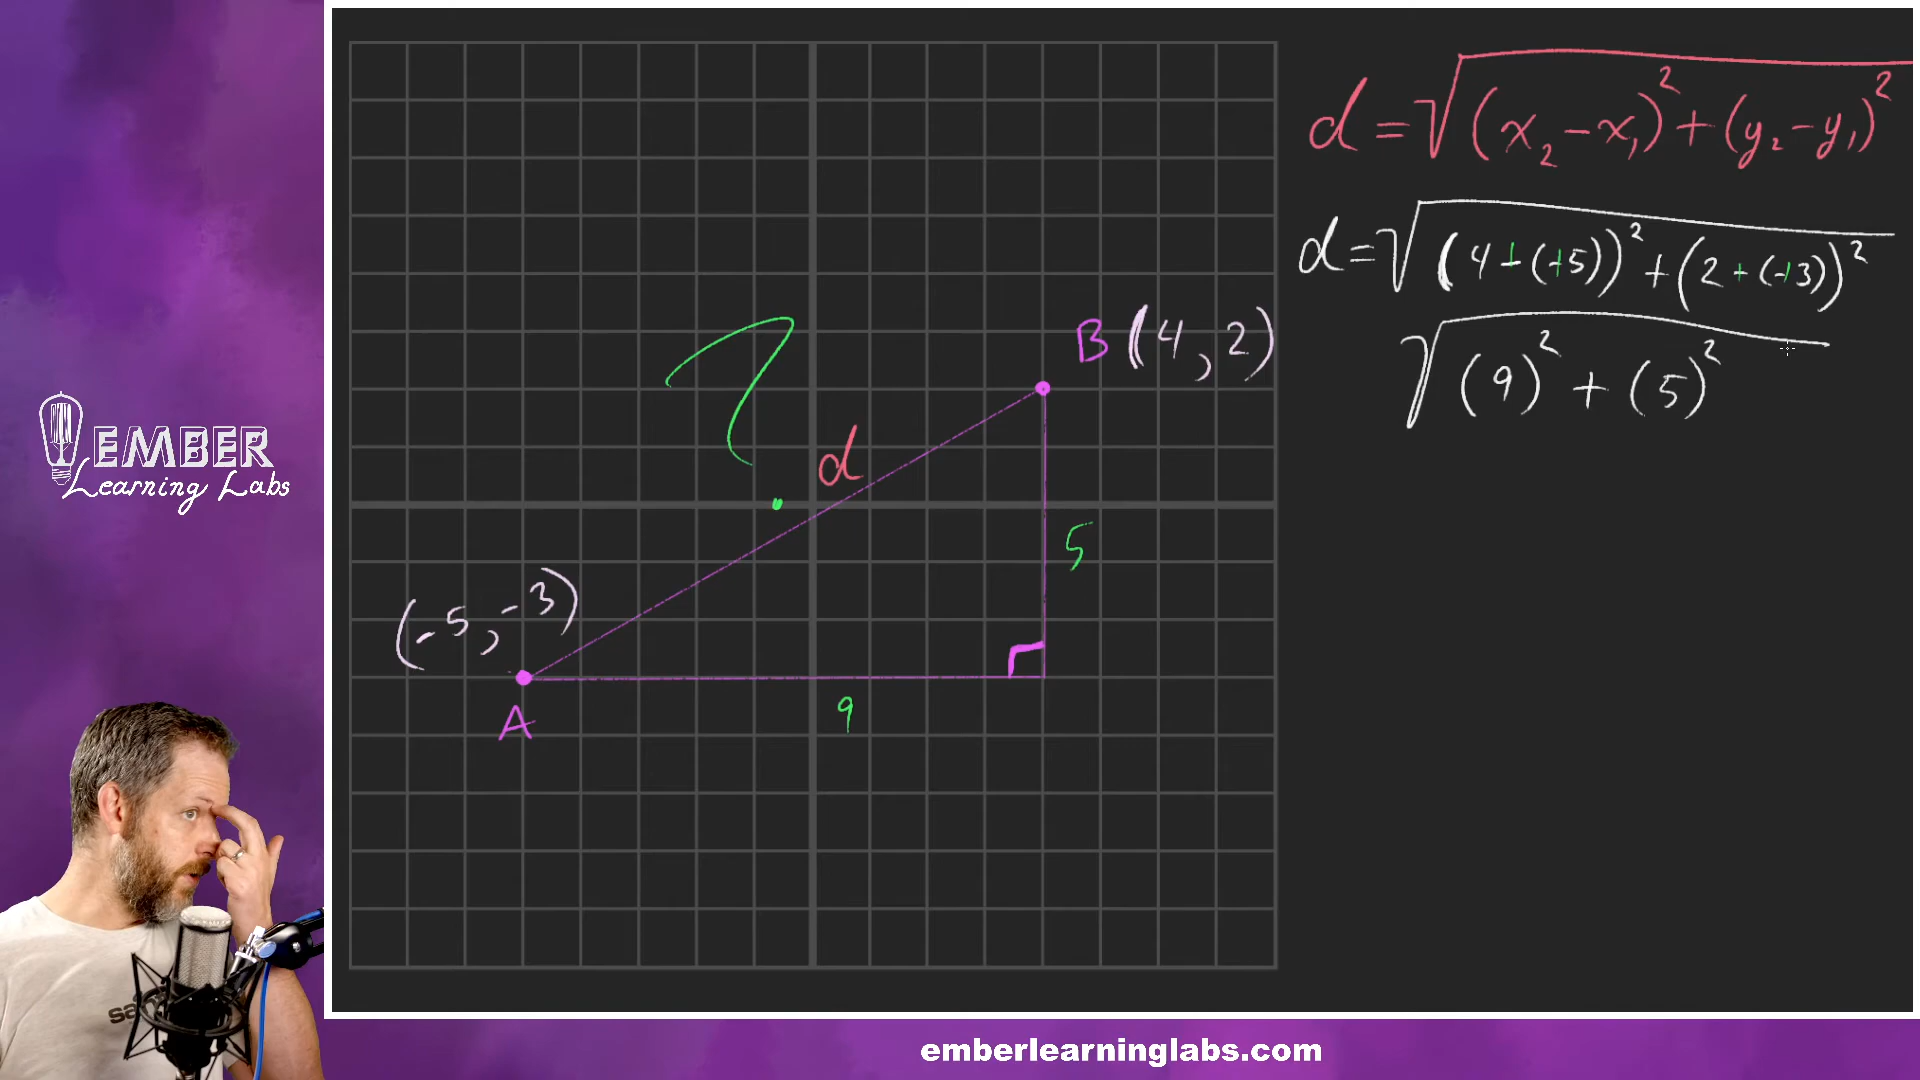 d = √(x₂ - x₁)² + (y₂ - y₁)²
d = √(4 + (+5))² + (2 + (+3))²
√(9)² + (5)²
B (4, 2)
d
5
(-5, -3)
A
9
EMBER
Learning Labs
sa
emberlearninglabs.com